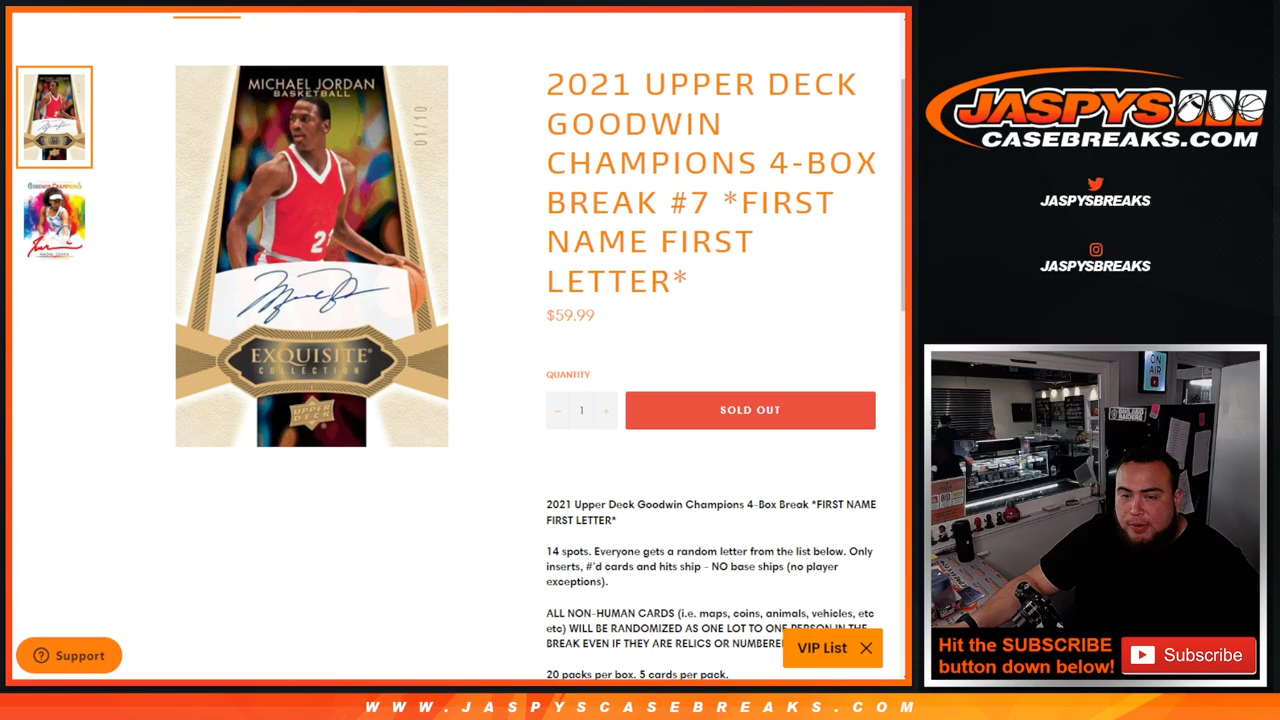 MICHAEL JORDAN
BASKETBALL
01/10
21
EXQUISITE
COLLECTION
UPPER DECK
GOODWIN CHAMPIONS
2021 UPPER DECK
GOODWIN
CHAMPIONS 4-BOX
BREAK #7 *FIRST
NAME FIRST
LETTER*
$59.99
QUANTITY
− 1 +
SOLD OUT
2021 Upper Deck Goodwin Champions 4-Box Break *FIRST NAME
FIRST LETTER*
14 spots. Everyone gets a random letter from the list below. Only
inserts, #'d cards and hits ship - NO base ships (no player
exceptions).
ALL NON-HUMAN CARDS (i.e. maps, coins, animals, vehicles, etc
etc) WILL BE RANDOMIZED AS ONE LOT TO ONE PERSON IN THE
BREAK EVEN IF THEY ARE RELICS OR NUMBERE
20 packs per box. 5 cards per pack.
Support
VIP List
JASPYS
CASEBREAKS.COM
JASPYSBREAKS
JASPYSBREAKS
ON
AIR
Hit the SUBSCRIBE
button down below!
Subscribe
WWW.JASPYSCASEBREAKS.COM